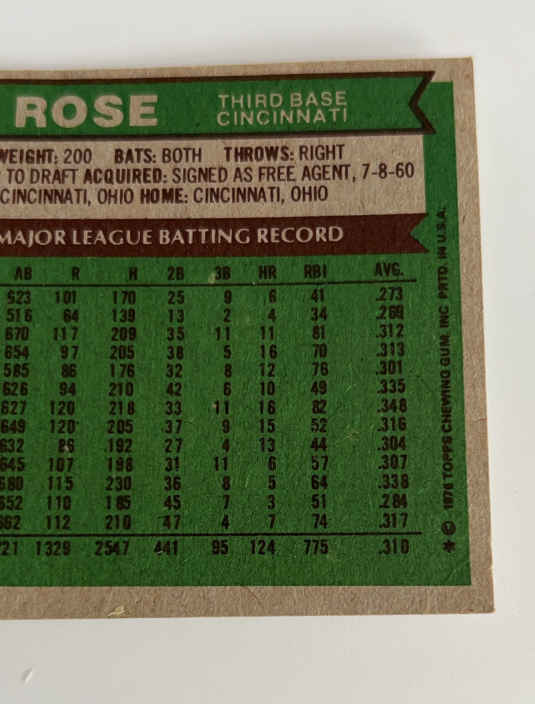 ROSE THIRD BASE
CINCINNATI
WEIGHT: 200 BATS: BOTH THROWS: RIGHT
TO DRAFT ACQUIRED: SIGNED AS FREE AGENT, 7-8-60
CINCINNATI, OHIO HOME: CINCINNATI, OHIO
MAJOR LEAGUE BATTING RECORD
AB R H 2B 3B HR RBI AVG.
623 101 170 25 9 6 41 .273
516 64 139 13 2 4 34 .269
670 117 209 35 11 11 81 .312
654 97 205 38 5 16 70 .313
585 86 176 32 8 12 76 .301
626 94 210 42 6 10 49 .335
627 120 218 33 11 16 82 .348
649 120 205 37 9 15 52 .316
632 86 192 27 4 13 44 .304
645 107 198 31 11 6 57 .307
680 115 230 36 8 5 64 .338
652 110 185 45 7 3 51 .284
662 112 210 47 4 7 74 .317
221 1329 2547 441 95 124 775 .310
* © 1976 TOPPS CHEWING GUM, INC. PRTD. IN U.S.A.